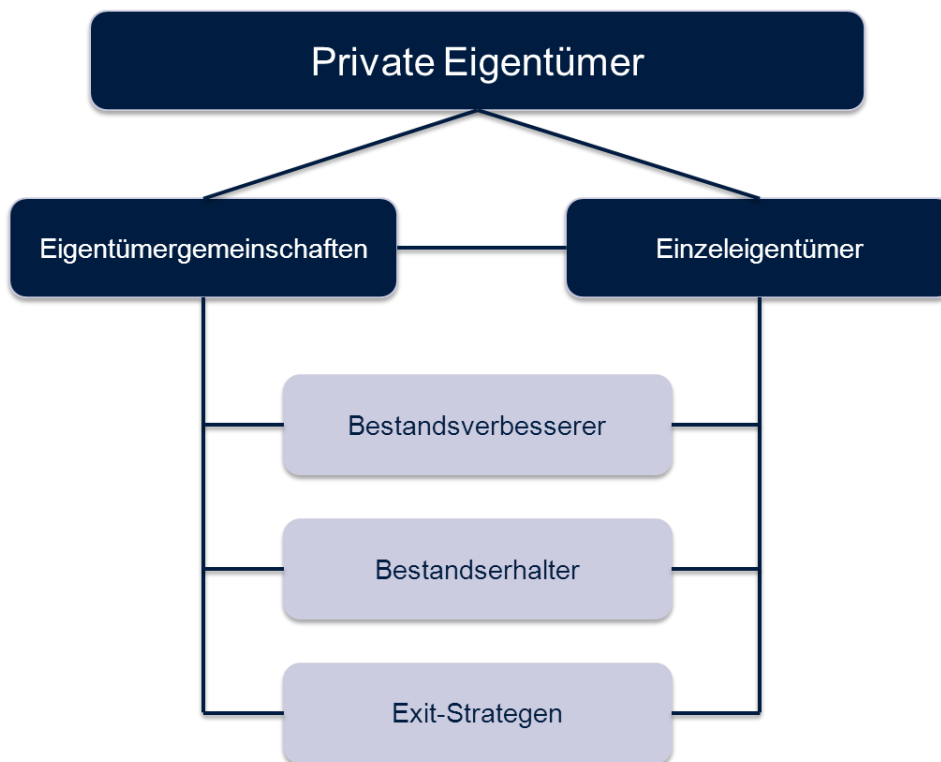 Private Eigentümer
Eigentümergemeinschaften
Einzeleigentümer
Bestandsverbesserer
Bestandserhalter
Exit-Strategen